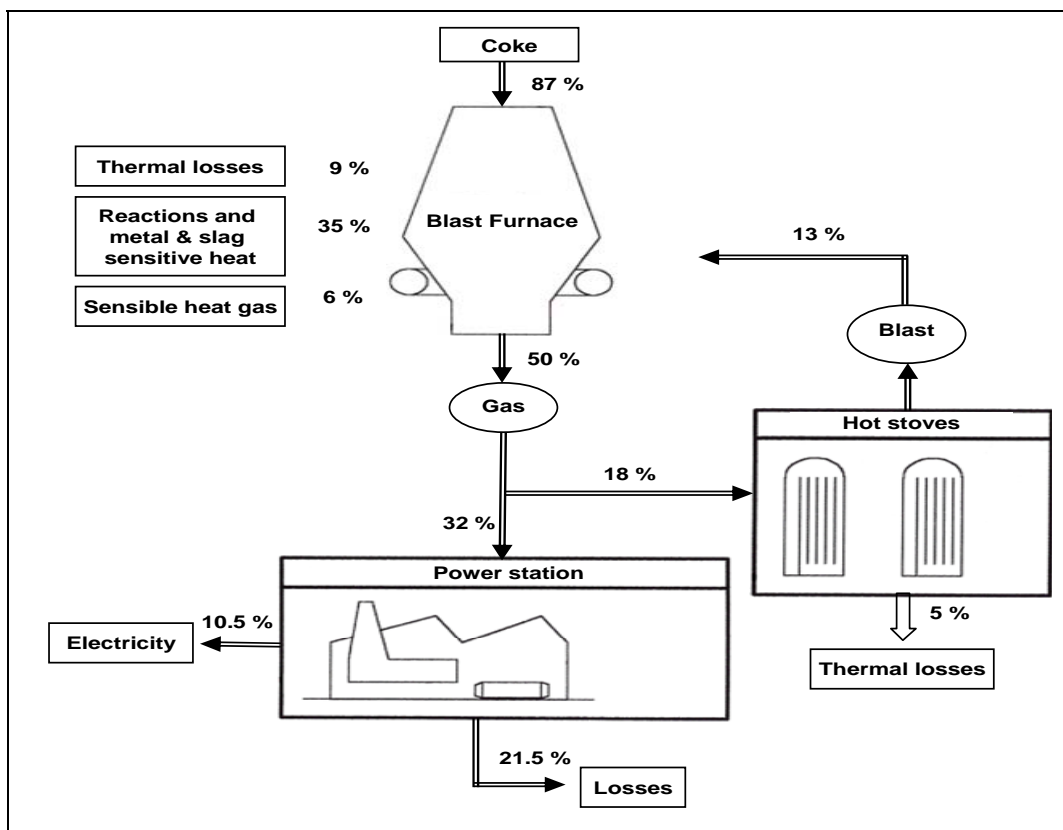 Coke
87 %
Thermal losses
9 %
Reactions and
metal & slag
sensitive heat
35 %
Blast Furnace
13 %
Sensible heat gas
6 %
Blast
50 %
Gas
Hot stoves
18 %
32 %
Power station
10.5 %
Electricity
5 %
Thermal losses
21.5 %
Losses